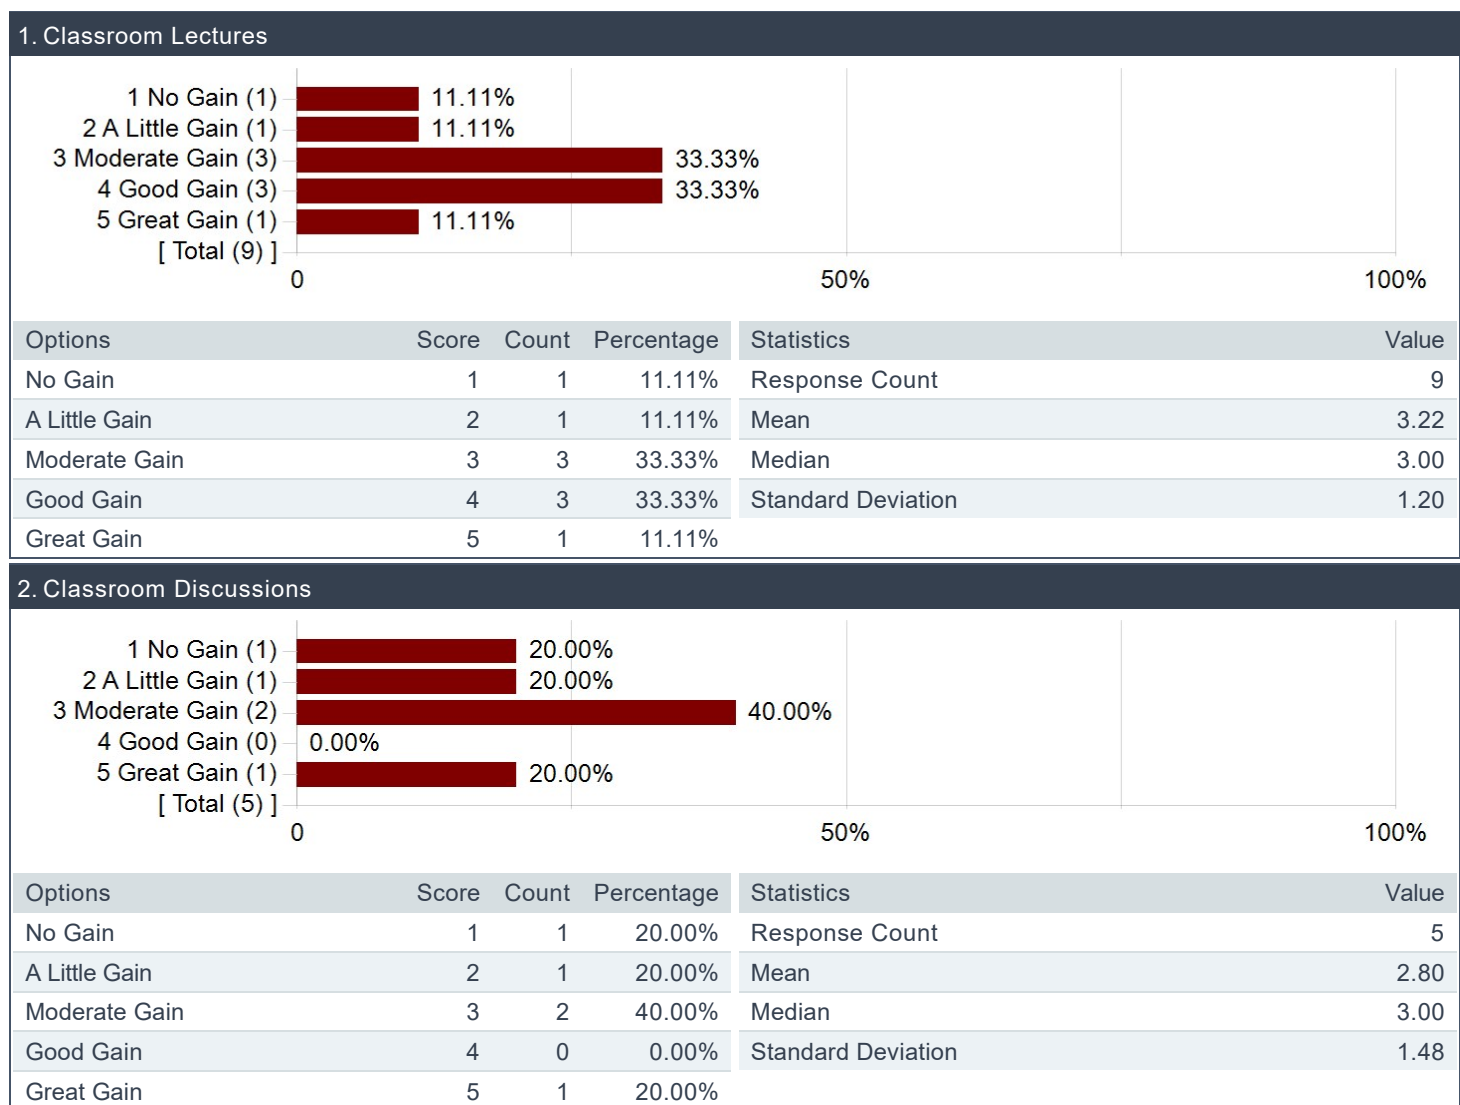 1. Classroom Lectures
1 No Gain (1) 11.11%
2 A Little Gain (1) 11.11%
3 Moderate Gain (3) 33.33%
4 Good Gain (3) 33.33%
5 Great Gain (1) 11.11%
[ Total (9) ]
0 50% 100%
Options Score Count Percentage Statistics Value
No Gain 1 1 11.11% Response Count 9
A Little Gain 2 1 11.11% Mean 3.22
Moderate Gain 3 3 33.33% Median 3.00
Good Gain 4 3 33.33% Standard Deviation 1.20
Great Gain 5 1 11.11%
2. Classroom Discussions
1 No Gain (1) 20.00%
2 A Little Gain (1) 20.00%
3 Moderate Gain (2) 40.00%
4 Good Gain (0) 0.00%
5 Great Gain (1) 20.00%
[ Total (5) ]
0 50% 100%
Options Score Count Percentage Statistics Value
No Gain 1 1 20.00% Response Count 5
A Little Gain 2 1 20.00% Mean 2.80
Moderate Gain 3 2 40.00% Median 3.00
Good Gain 4 0 0.00% Standard Deviation 1.48
Great Gain 5 1 20.00%